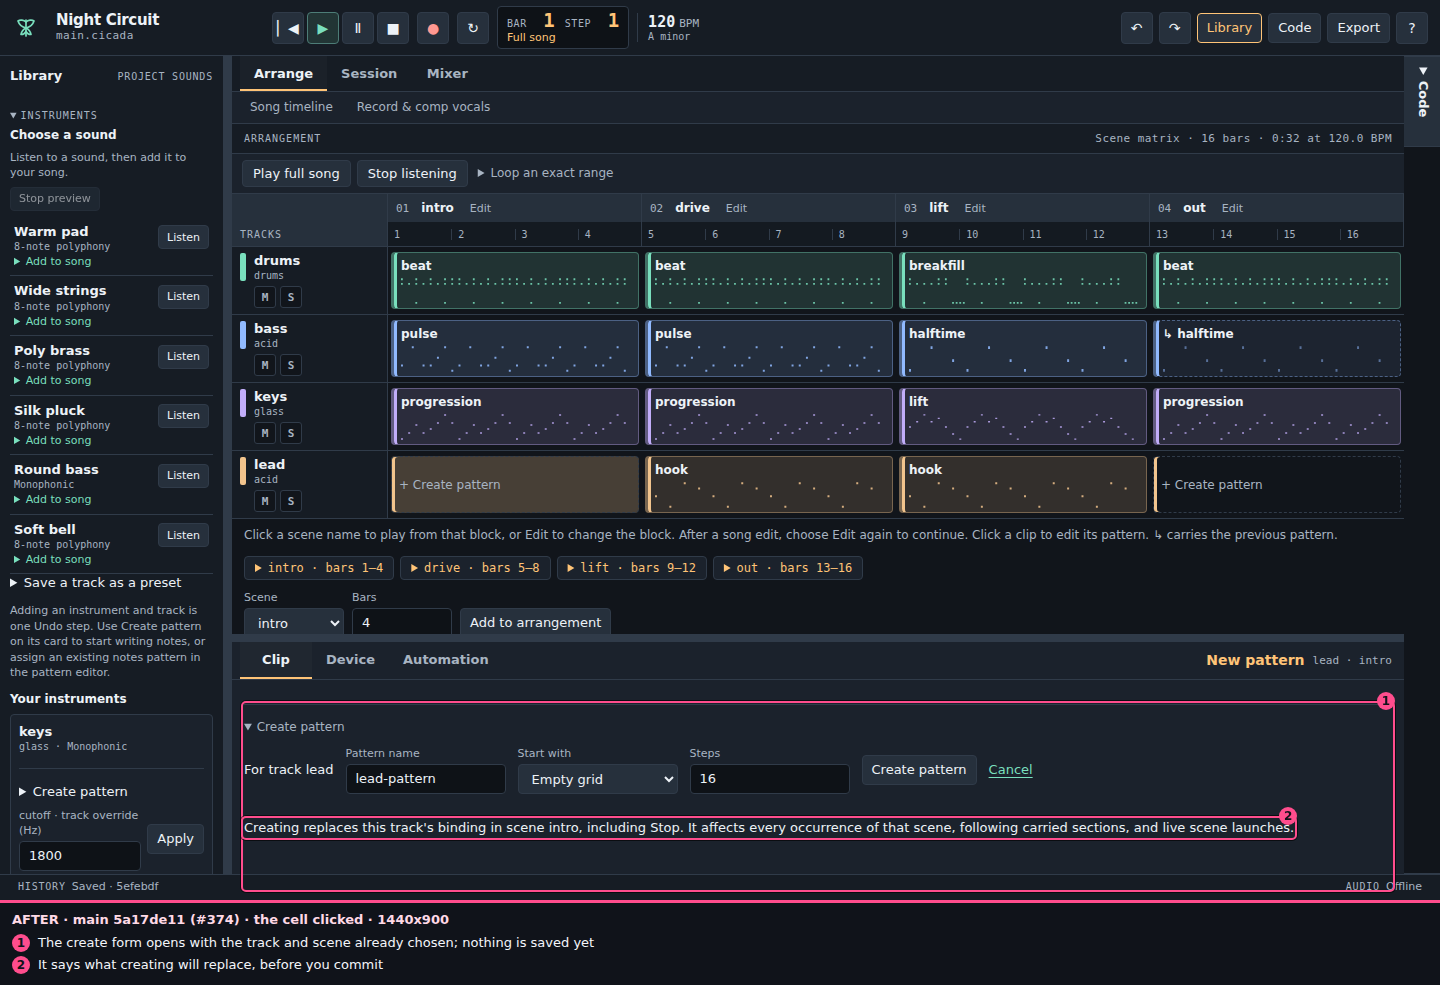 Night Circuit
main.cicada
BAR 1 STEP 1
Full song
120 BPM
A minor
Library
Code
Export
?
Library
PROJECT SOUNDS
INSTRUMENTS
Choose a sound
Listen to a sound, then add it to
your song.
Stop preview
Warm pad
8-note polyphony
Add to song
Listen
Wide strings
8-note polyphony
Add to song
Listen
Poly brass
8-note polyphony
Add to song
Listen
Silk pluck
8-note polyphony
Add to song
Listen
Round bass
Monophonic
Add to song
Listen
Soft bell
8-note polyphony
Add to song
Listen
Save a track as a preset
Adding an instrument and track is
one Undo step. Use Create pattern
on its card to start writing notes, or
assign an existing notes pattern in
the pattern editor.
Your instruments
keys
glass · Monophonic
Create pattern
cutoff · track override
(Hz)
1800
Apply
Arrange
Session
Mixer
Song timeline
Record & comp vocals
ARRANGEMENT
Scene matrix · 16 bars · 0:32 at 120.0 BPM
Play full song
Stop listening
Loop an exact range
01 intro Edit
02 drive Edit
03 lift Edit
04 out Edit
TRACKS
1 2 3 4 5 6 7 8 9 10 11 12 13 14 15 16
drums
drums
M S
beat
beat
breakfill
beat
bass
acid
M S
pulse
pulse
halftime
↳ halftime
keys
glass
M S
progression
progression
lift
progression
lead
acid
M S
+ Create pattern
hook
hook
+ Create pattern
Click a scene name to play from that block, or Edit to change the block. After a song edit, choose Edit again to continue. Click a clip to edit its pattern. ↳ carries the previous pattern.
intro · bars 1–4
drive · bars 5–8
lift · bars 9–12
out · bars 13–16
Scene
Bars
intro
4
Add to arrangement
Code
Clip
Device
Automation
New pattern lead · intro
1
Create pattern
For track lead
Pattern name
lead-pattern
Start with
Empty grid
Steps
16
Create pattern
Cancel
2
Creating replaces this track's binding in scene intro, including Stop. It affects every occurrence of that scene, following carried sections, and live scene launches.
HISTORY Saved · 5efebdf
AUDIO Offline
AFTER · main 5a17de11 (#374) · the cell clicked · 1440x900
1 The create form opens with the track and scene already chosen; nothing is saved yet
2 It says what creating will replace, before you commit